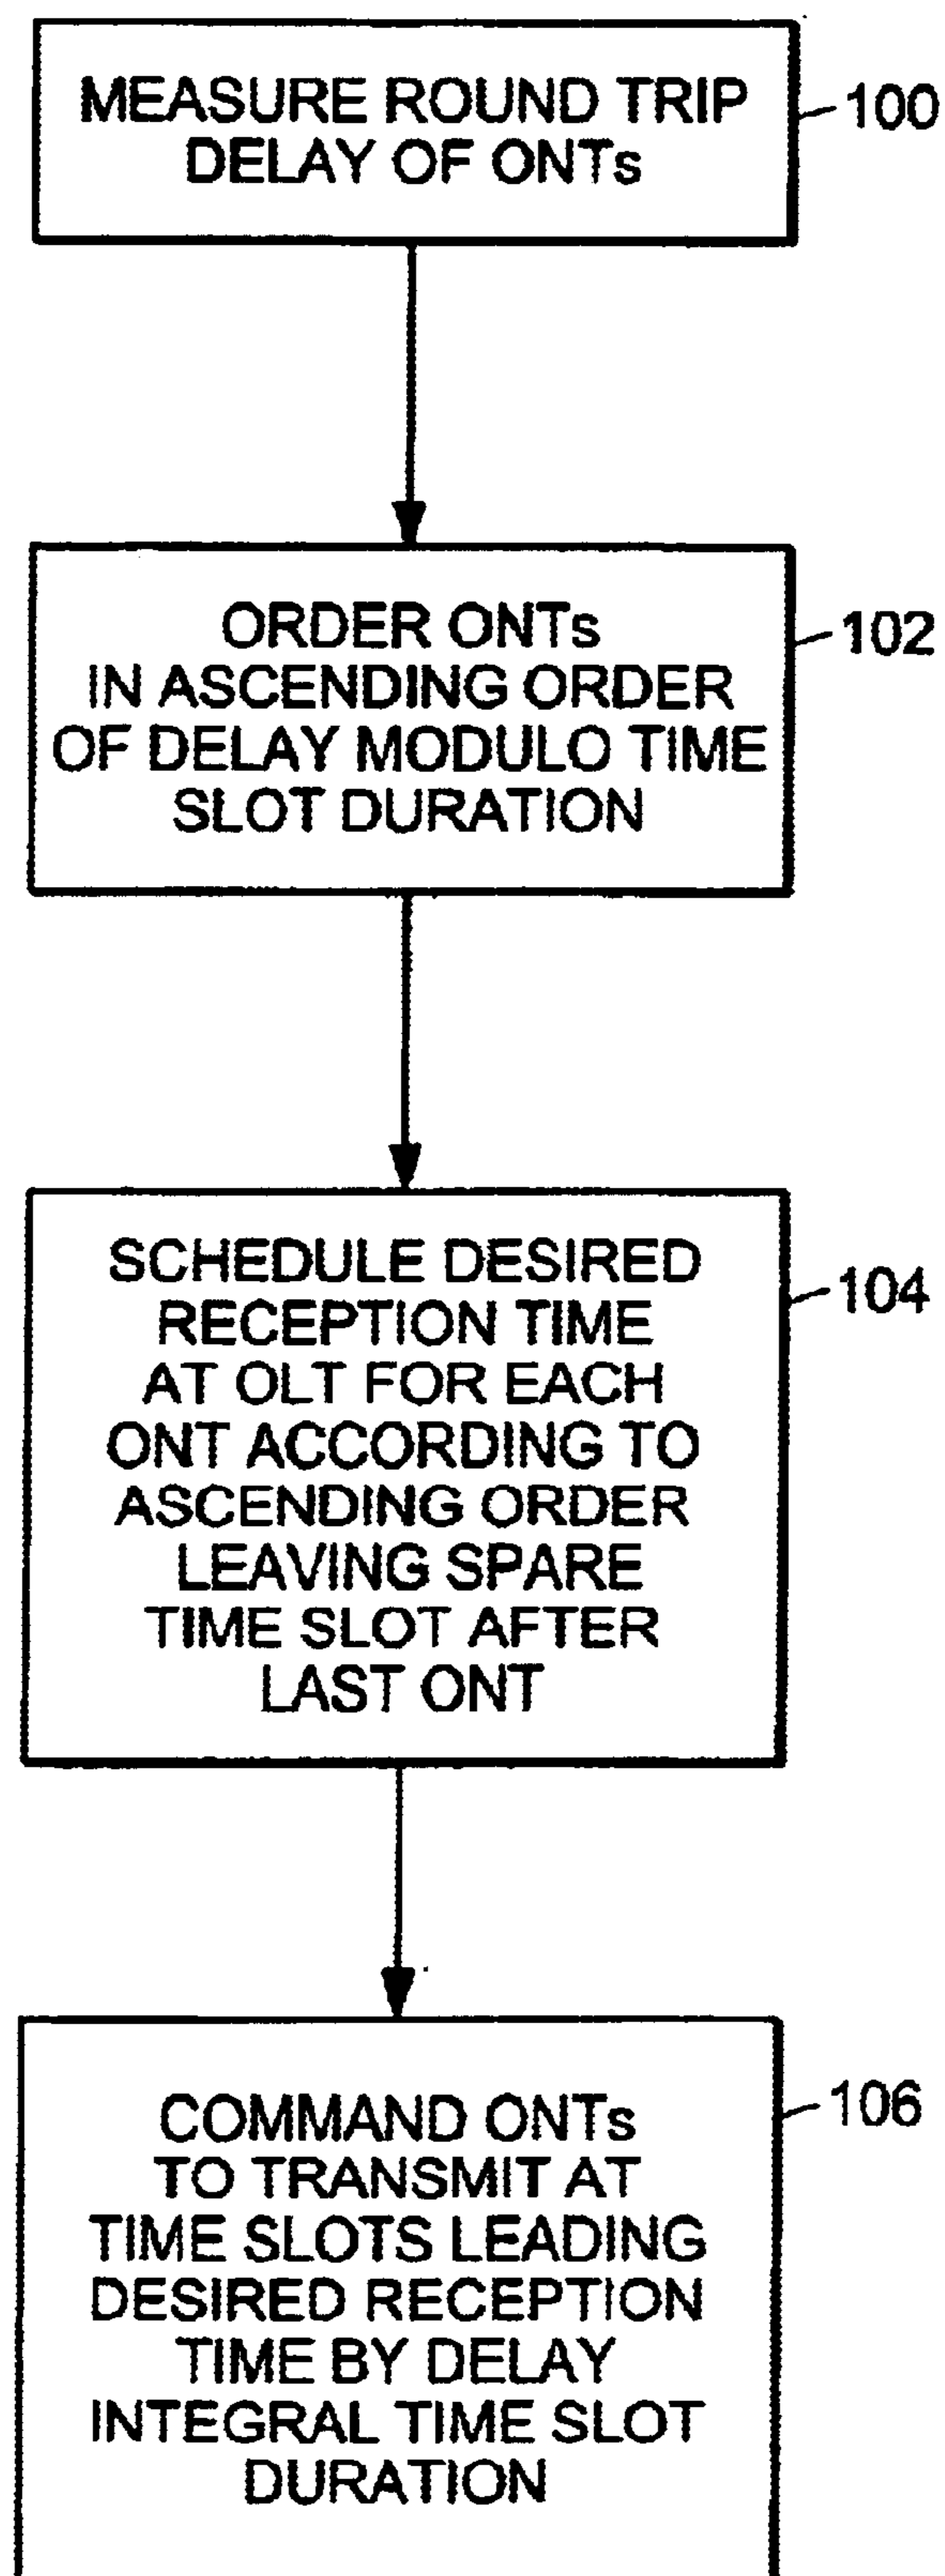 MEASURE ROUND TRIP
DELAY OF ONTs
100
ORDER ONTs
IN ASCENDING ORDER
OF DELAY MODULO TIME
SLOT DURATION
102
SCHEDULE DESIRED
RECEPTION TIME
AT OLT FOR EACH
ONT ACCORDING TO
ASCENDING ORDER
LEAVING SPARE
TIME SLOT AFTER
LAST ONT
104
COMMAND ONTs
TO TRANSMIT AT
TIME SLOTS LEADING
DESIRED RECEPTION
TIME BY DELAY
INTEGRAL TIME SLOT
DURATION
106